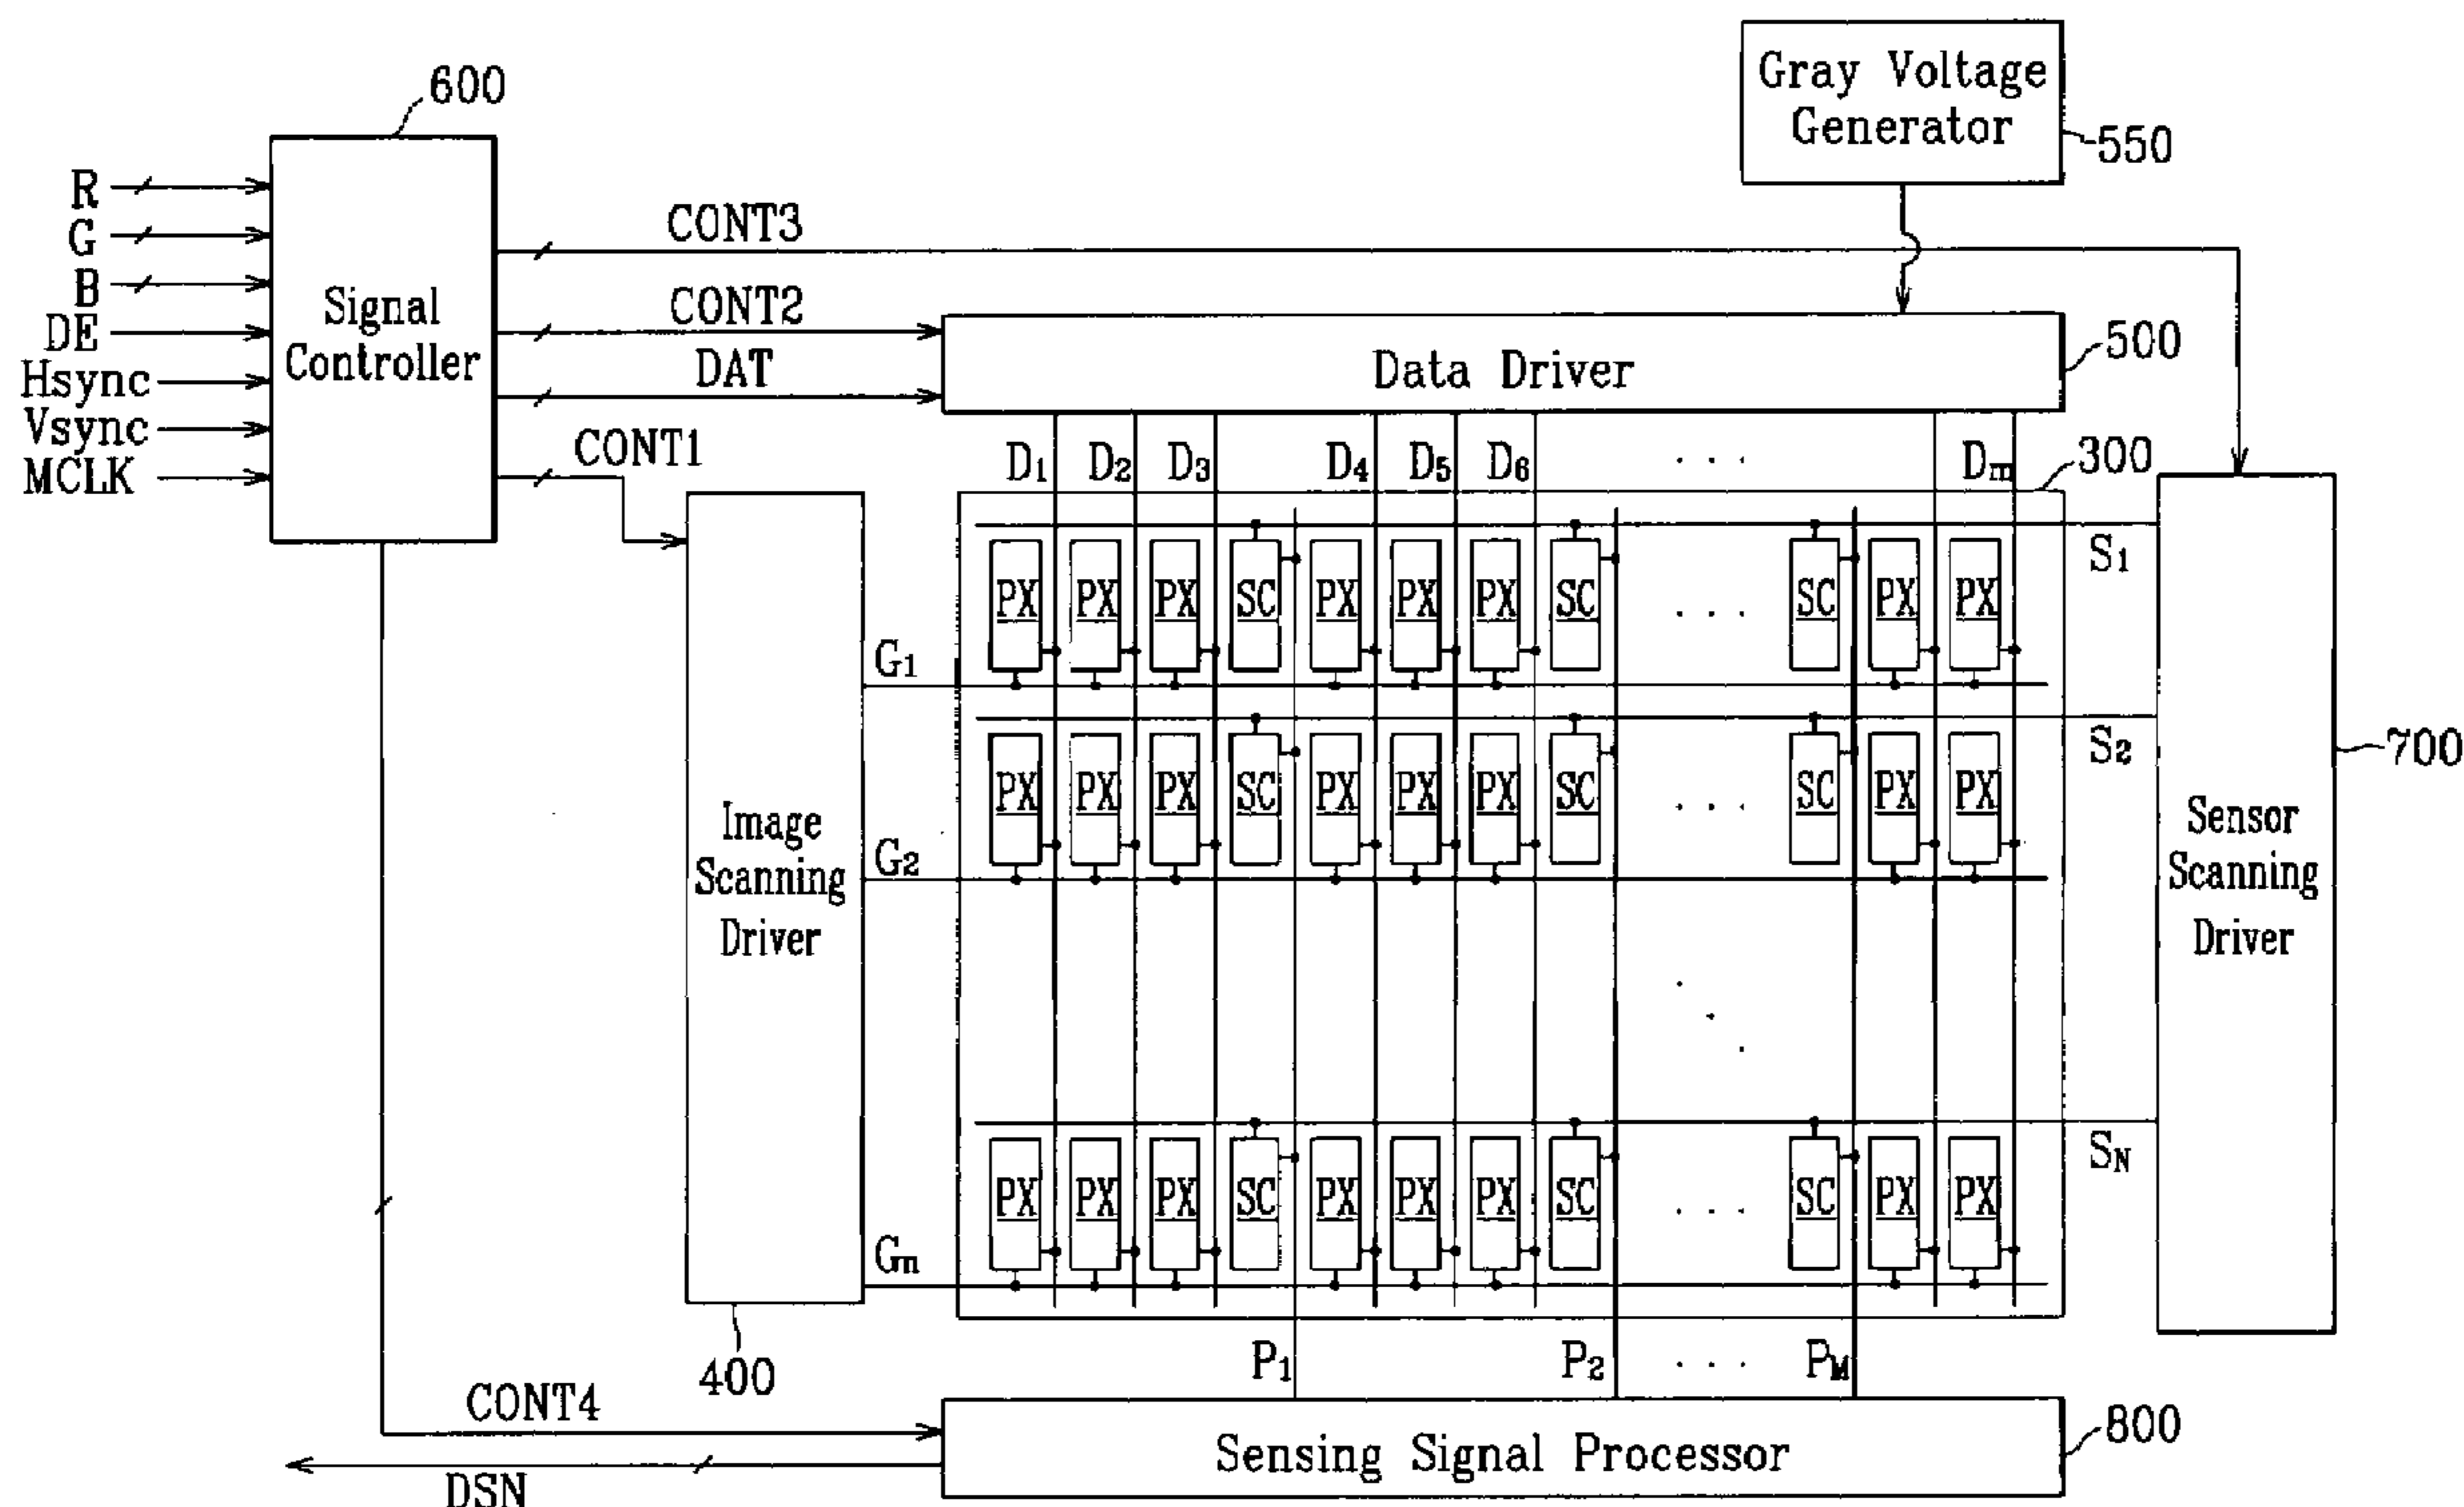 Gray Voltage
Generator
550
600
R
G
B
DE
Hsync
Vsync
MCLK
Signal
Controller
CONT3
CONT2
DAT
CONT1
Data Driver
500
D1 D2 D3 D4 D5 D6 . . . Dm
300
PX PX PX SC PX PX PX SC . . . SC PX PX
S1
G1
PX PX PX SC PX PX PX SC . . . SC PX PX
S2
G2
700
Image
Scanning
Driver
Sensor
Scanning
Driver
PX PX PX SC PX PX PX SC . . . SC PX PX
SN
Gn
400
P1 P2 . . . PM
CONT4
DSN
Sensing Signal Processor
800